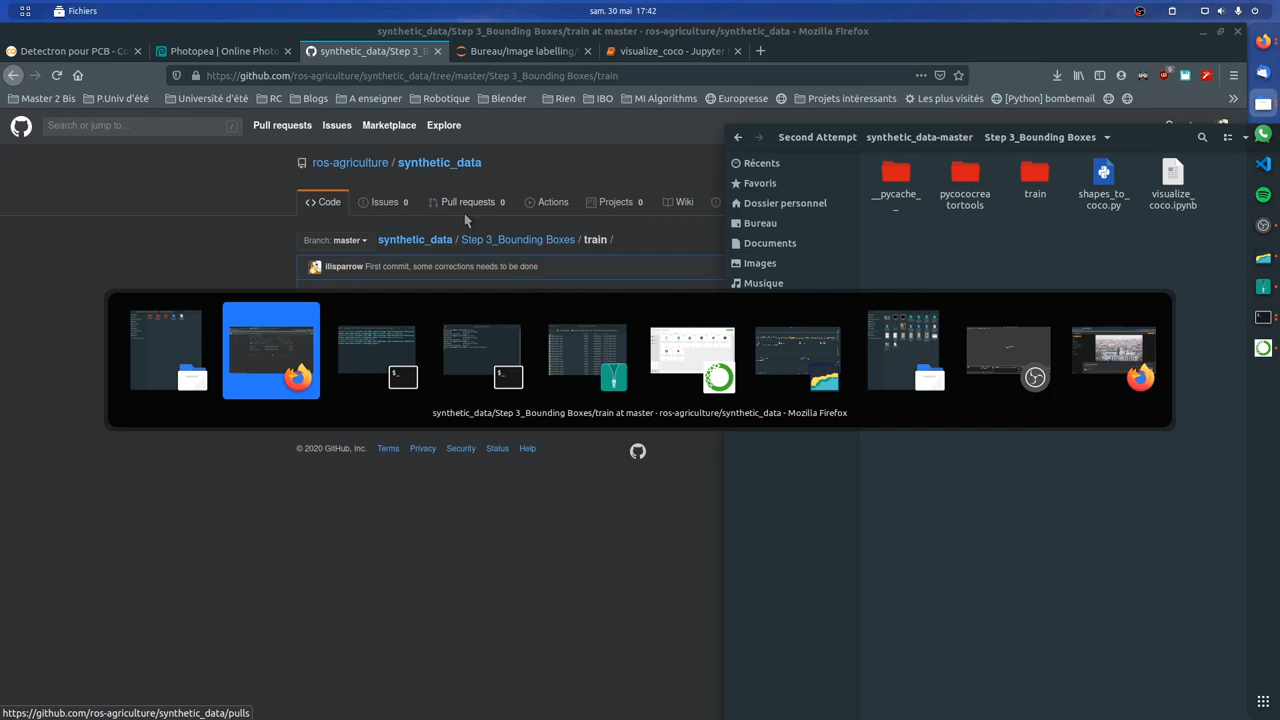 Fichiers
sam. 30 mai 17:42
synthetic_data/Step 3_Bounding Boxes/train at master · ros-agriculture/synthetic_data - Mozilla Firefox
Detectron pour PCB - Co
Photopea | Online Photo
synthetic_data/Step 3_B
Bureau/Image labelling/
visualize_coco - Jupyter
https://github.com/ros-agriculture/synthetic_data/tree/master/Step 3_Bounding Boxes/train
Master 2 Bis
P.Univ d'été
Université d'été
RC
Blogs
A enseigner
Robotique
Blender
Rien
IBO
MI Algorithms
Europresse
Projets intéressants
Les plus visités
[Python] bombemail
Search or jump to...
/
Pull requests
Issues
Marketplace
Explore
Second Attempt
synthetic_data-master
Step 3_Bounding Boxes
ros-agriculture / synthetic_data
Code
Issues 0
Pull requests 0
Actions
Projects 0
Wiki
Récents
Favoris
Dossier personnel
Bureau
Documents
Images
Musique
__pycache_
_
pycococrea
tortools
train
shapes_to_
coco.py
visualize_
coco.ipynb
Branch: master
synthetic_data / Step 3_Bounding Boxes / train /
ilisparrow First commit, some corrections needs to be done
synthetic_data/Step 3_Bounding Boxes/train at master · ros-agriculture/synthetic_data - Mozilla Firefox
© 2020 GitHub, Inc.
Terms
Privacy
Security
Status
Help
https://github.com/ros-agriculture/synthetic_data/pulls